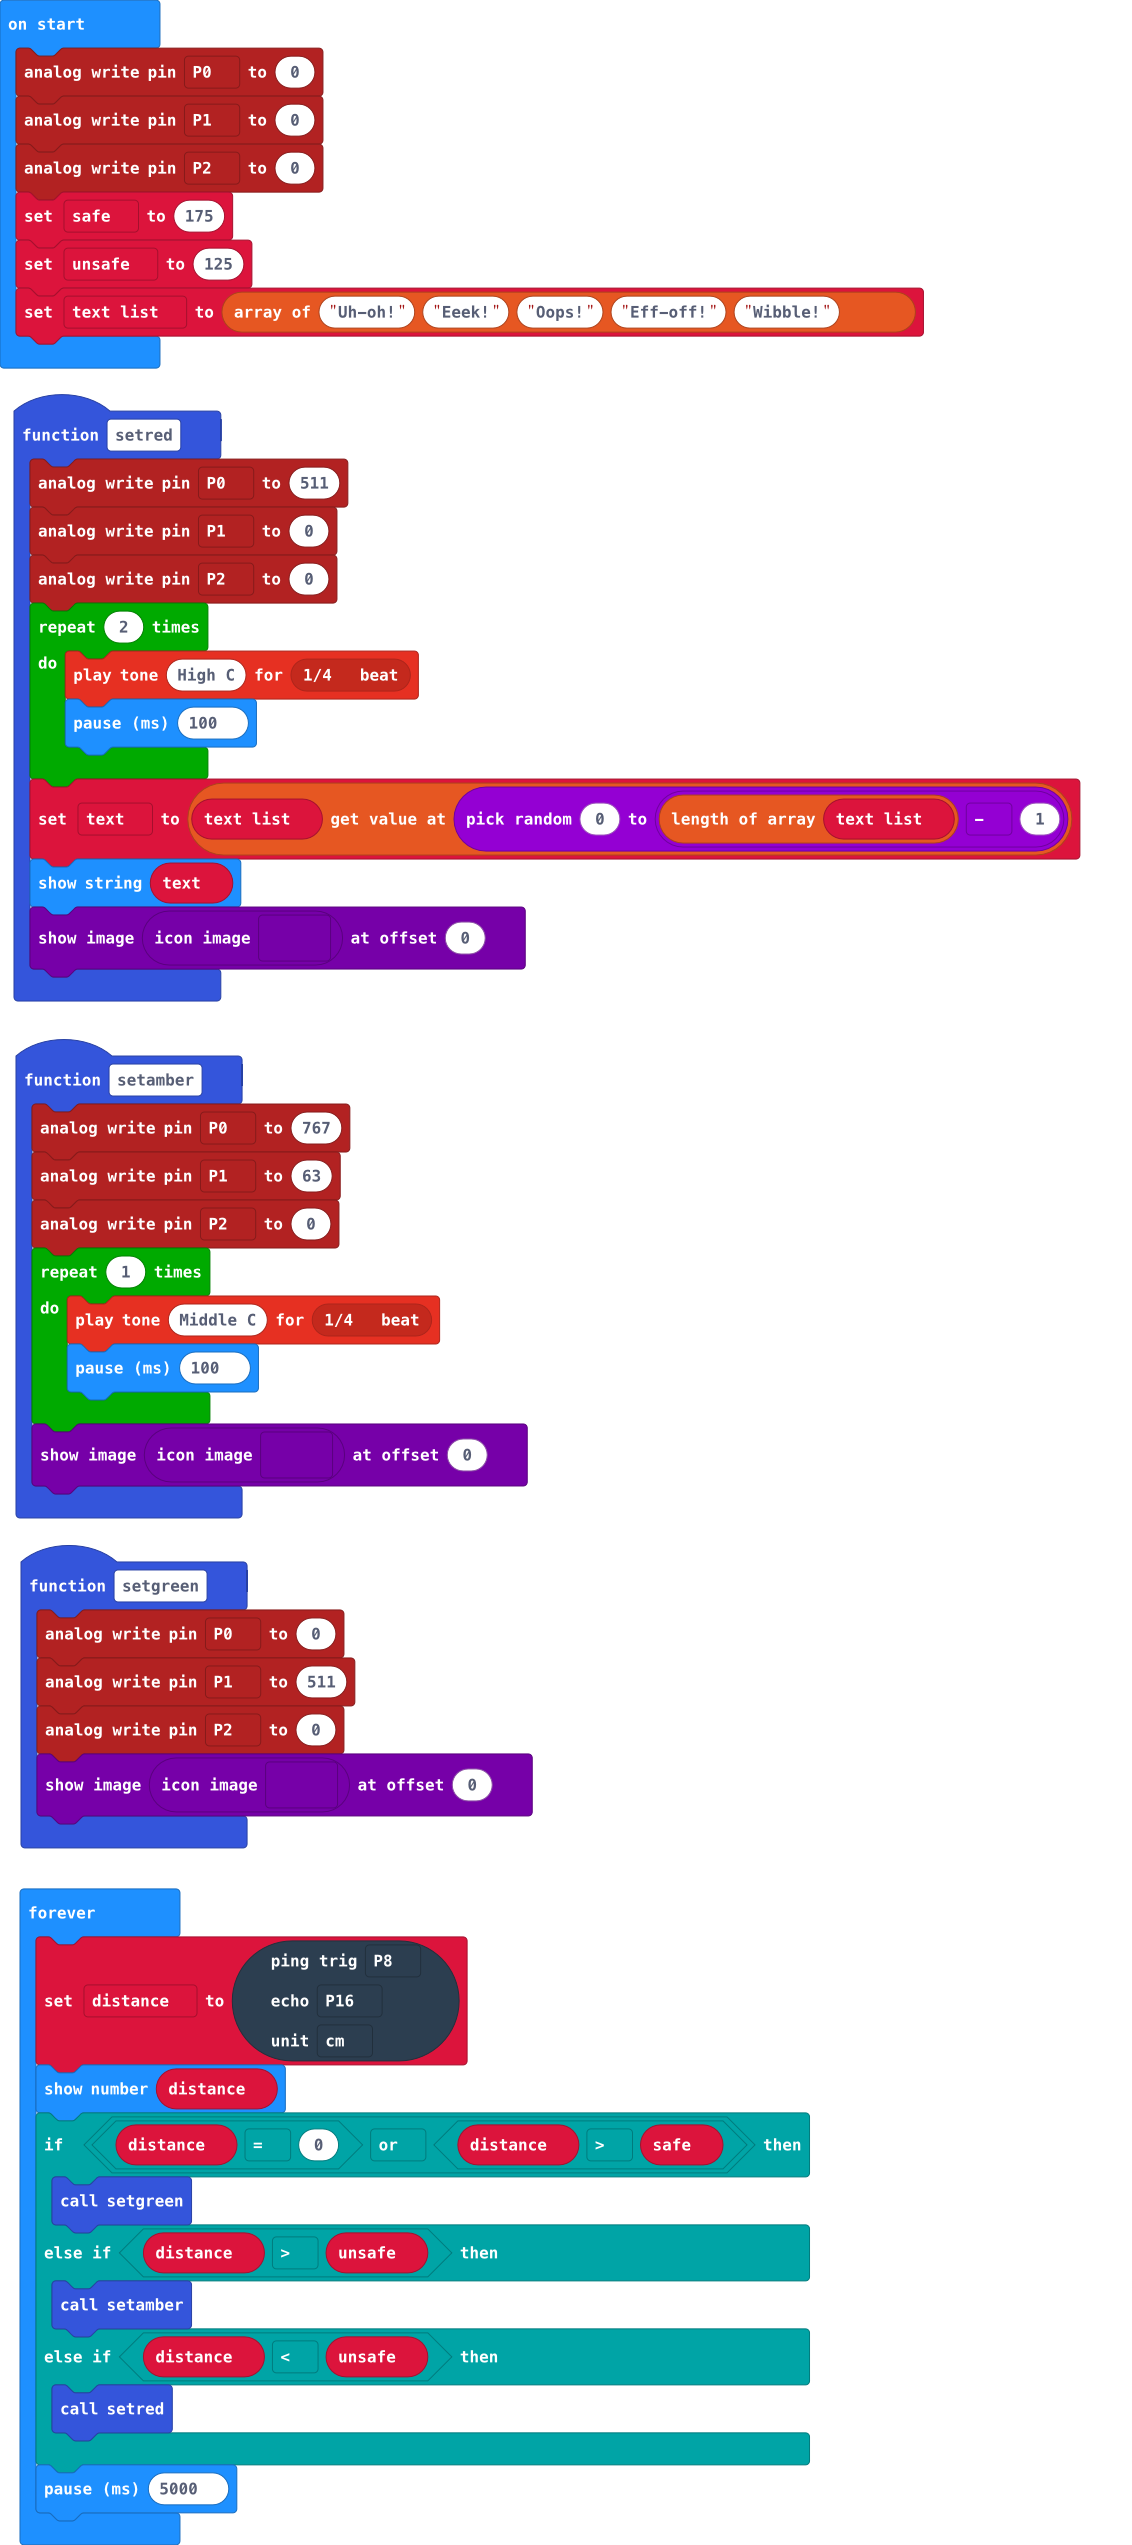 on start
analog write pin P0 to 0
analog write pin P1 to 0
analog write pin P2 to 0
set safe to 175
set unsafe to 125
set text list to array of "Uh-oh!" "Eeek!" "Oops!" "Eff-off!" "Wibble!"
function setred
analog write pin P0 to 511
analog write pin P1 to 0
analog write pin P2 to 0
repeat 2 times
do
play tone High C for 1/4 beat
pause (ms) 100
set text to text list get value at pick random 0 to length of array text list - 1
show string text
show image icon image at offset 0
function setamber
analog write pin P0 to 767
analog write pin P1 to 63
analog write pin P2 to 0
repeat 1 times
do
play tone Middle C for 1/4 beat
pause (ms) 100
show image icon image at offset 0
function setgreen
analog write pin P0 to 0
analog write pin P1 to 511
analog write pin P2 to 0
show image icon image at offset 0
forever
ping trig P8
set distance to echo P16
unit cm
show number distance
if distance = 0 or distance > safe then
call setgreen
else if distance > unsafe then
call setamber
else if distance < unsafe then
call setred
pause (ms) 5000